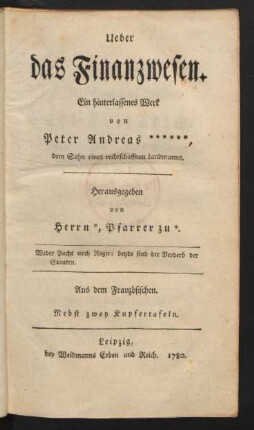 Ueber
das Finanzwesen.
Ein hinterlassenes Werk
von
Peter Andreas ******,
dem Sohn eines rechtschaffnen Landmanns.
Herausgegeben
von
Herrn *, Pfarrer zu *.
Weder Pacht noch Regie: beyde sind der Verderb der
Staaten.
Aus dem Französischen.
Nebst zwey Kupfertafeln.
Leipzig,
bey Weidmanns Erben und Reich. 1780.